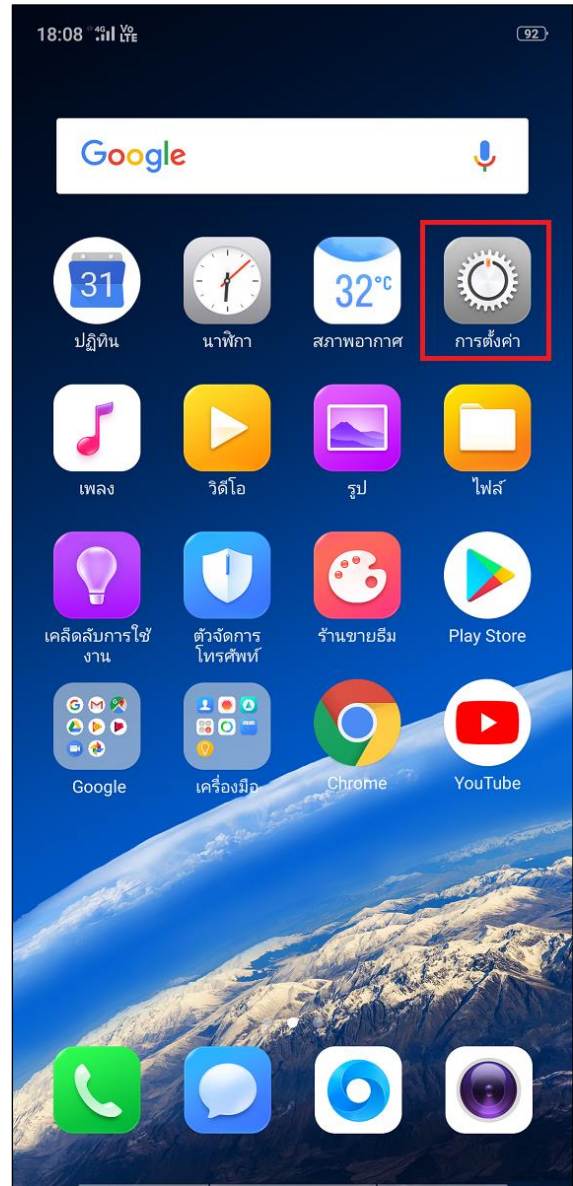 18:08 4G Vo LTE 92
Google
31 32°C
ปฏิทิน นาฬิกา สภาพอากาศ การตั้งค่า
เพลง วิดีโอ รูป ไฟล์
เคล็ดลับการใช้ ตัวจัดการ ร้านขายธีม Play Store
งาน โทรศัพท์
Google เครื่องมือ Chrome YouTube